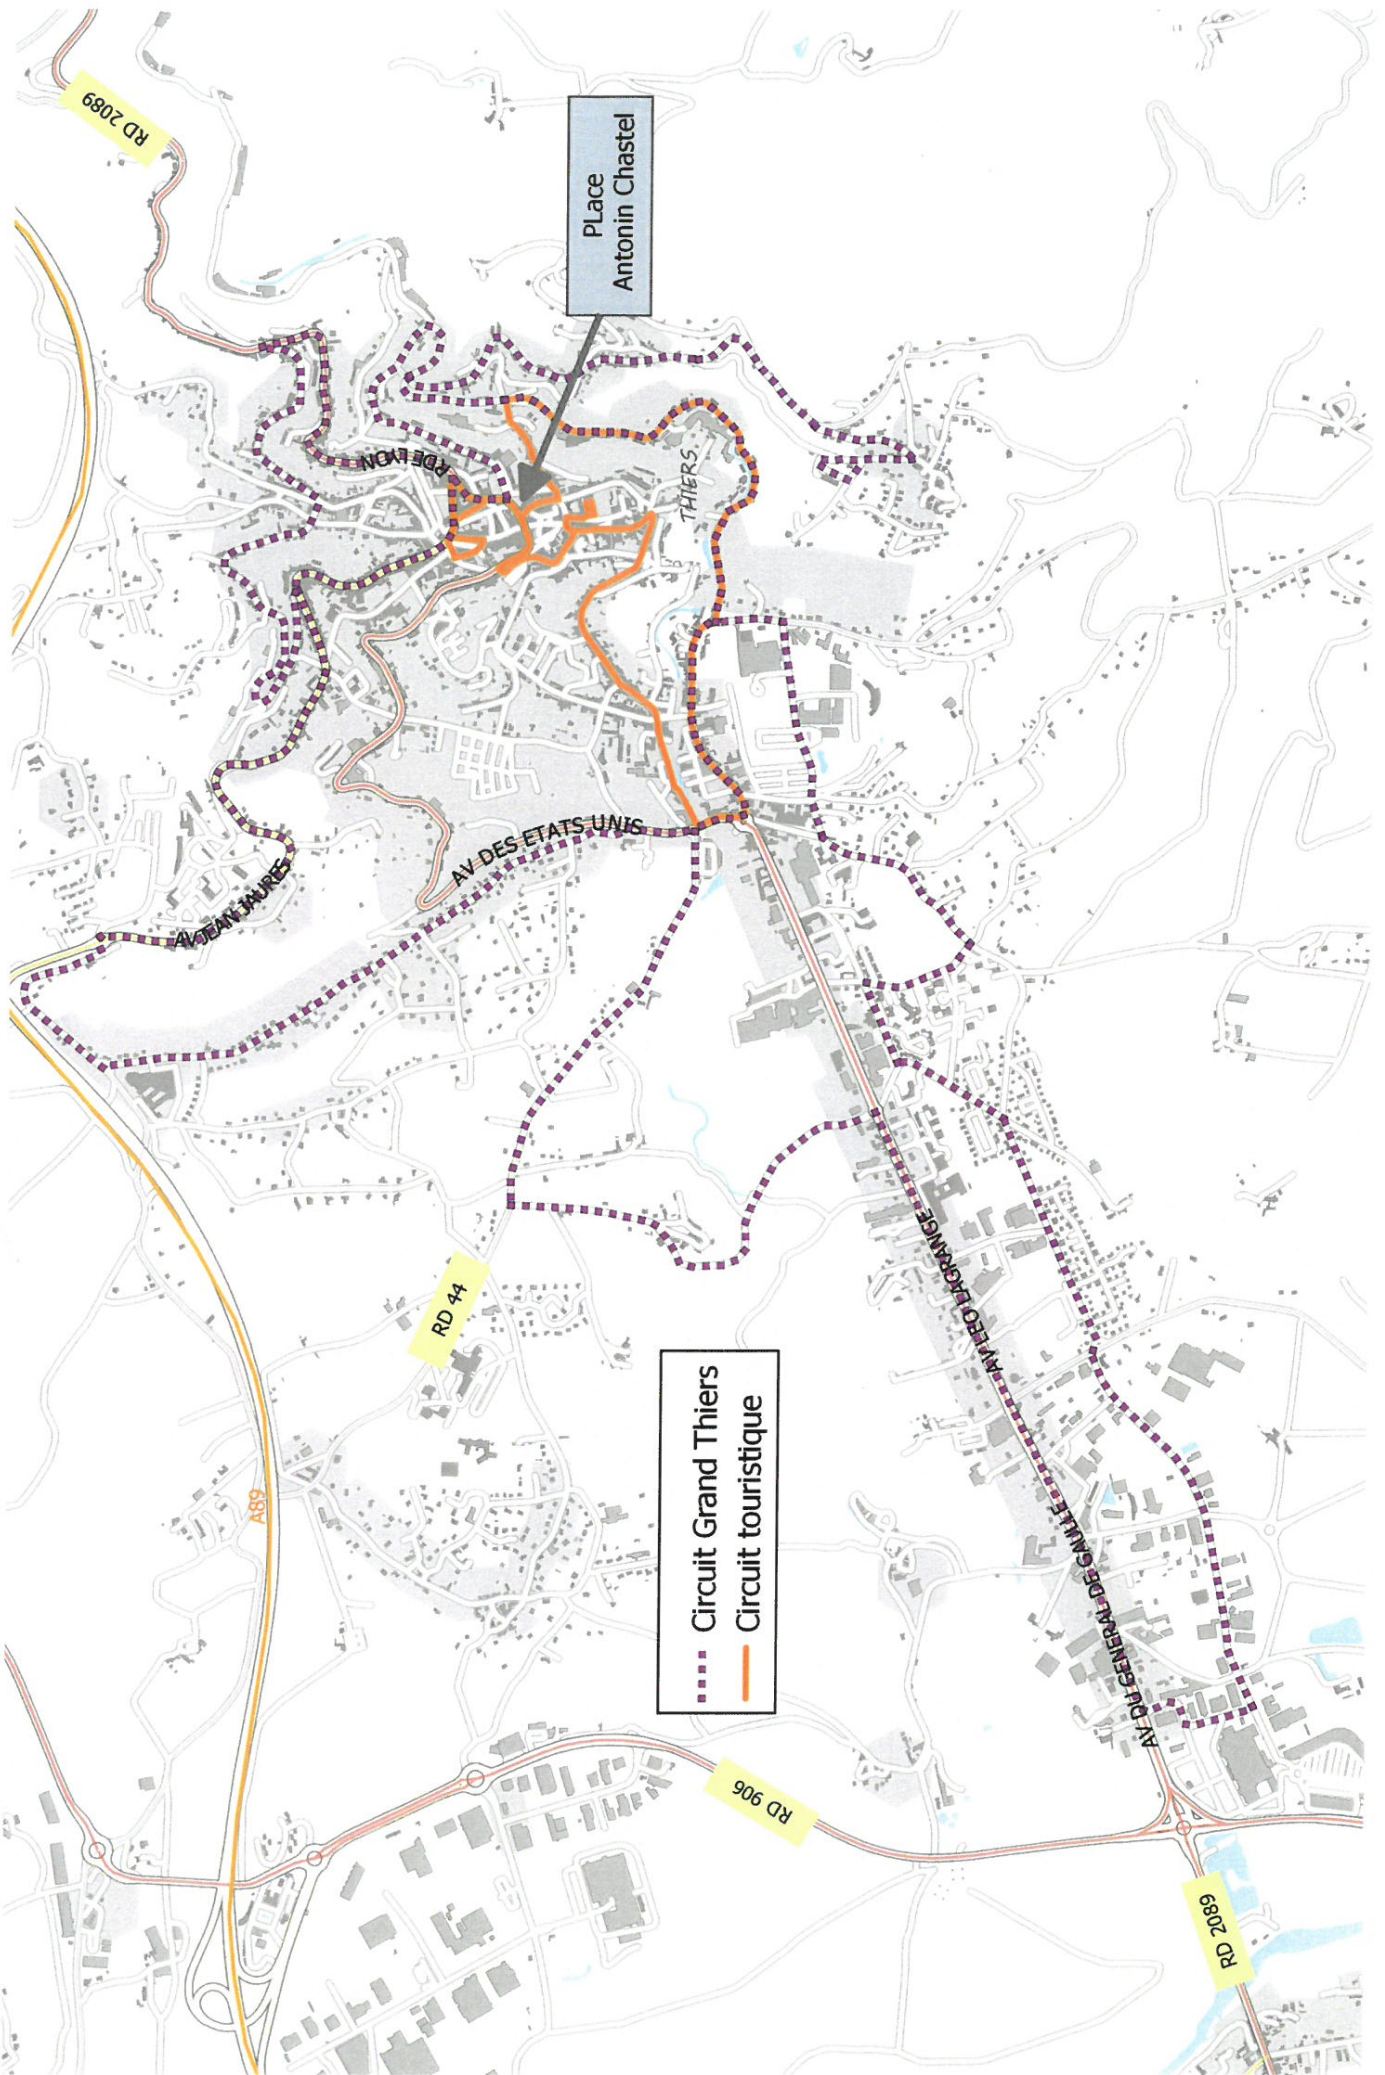 RD 2089
PLace
Antonin Chastel
R DE LYON
THIERS
AV DES ETATS UNIS
AV JEAN JAURES
RD 44
AV LEO LAGRANGE
Circuit Grand Thiers
Circuit touristique
A89
AV DU GENERAL DE GAULLE
RD 906
RD 2089